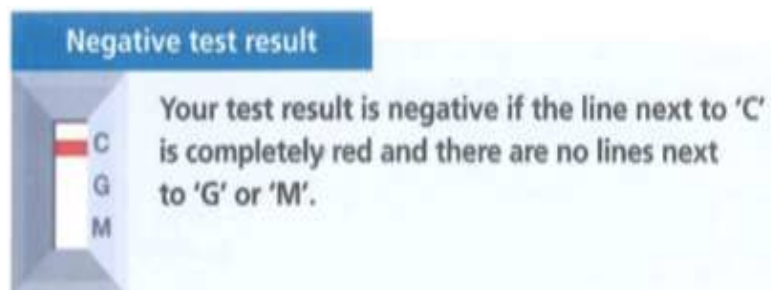 Negative test result
Your test result is negative if the line next to ‘C’
is completely red and there are no lines next
to ‘G’ or ‘M’.
C
G
M